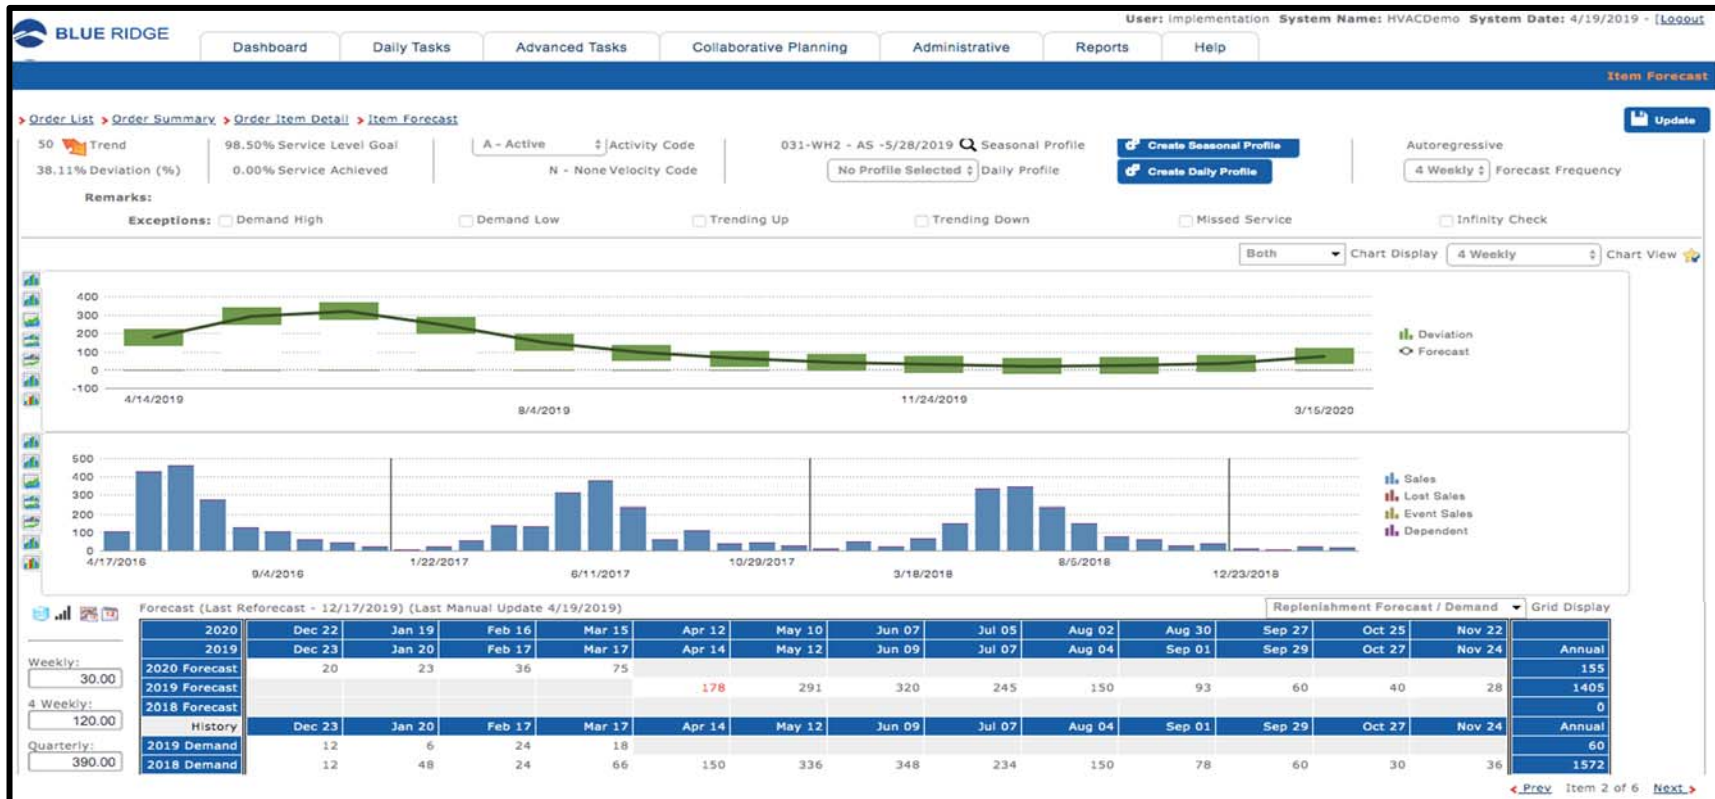 User: Implementation System Name: HVACDemo System Date: 4/19/2019 - [Logout
BLUE RIDGE
Dashboard Daily Tasks Advanced Tasks Collaborative Planning Administrative Reports Help
Item Forecast
Order List Order Summary Order Item Detail Item Forecast Update
50 Trend 98.50% Service Level Goal A - Active Activity Code 031-WH2 - AS -5/28/2019 Seasonal Profile Create Seasonal Profile Autoregressive
38.11% Deviation (%) 0.00% Service Achieved N - None Velocity Code No Profile Selected Daily Profile Create Daily Profile 4 Weekly Forecast Frequency
Remarks:
Exceptions: Demand High Demand Low Trending Up Trending Down Missed Service Infinity Check
Both Chart Display 4 Weekly Chart View
400
300
200
100
0
-100
Deviation
Forecast
4/14/2019 8/4/2019 11/24/2019 3/15/2020
500
400
300
200
100
0
Sales
Lost Sales
Event Sales
Dependent
4/17/2016 9/4/2016 1/22/2017 6/11/2017 10/29/2017 3/18/2018 8/5/2018 12/23/2018
Forecast (Last Reforecast - 12/17/2019) (Last Manual Update 4/19/2019) Replenishment Forecast / Demand Grid Display
2020 Dec 22 Jan 19 Feb 16 Mar 15 Apr 12 May 10 Jun 07 Jul 05 Aug 02 Aug 30 Sep 27 Oct 25 Nov 22
2019 Dec 23 Jan 20 Feb 17 Mar 17 Apr 14 May 12 Jun 09 Jul 07 Aug 04 Sep 01 Sep 29 Oct 27 Nov 24 Annual
2020 Forecast 20 23 36 75 155
2019 Forecast 178 291 320 245 150 93 60 40 28 1405
2018 Forecast 0
History Dec 23 Jan 20 Feb 17 Mar 17 Apr 14 May 12 Jun 09 Jul 07 Aug 04 Sep 01 Sep 29 Oct 27 Nov 24 Annual
2019 Demand 12 6 24 18 60
2018 Demand 12 48 24 66 150 336 348 234 150 78 60 30 36 1572
Weekly:
30.00
4 Weekly:
120.00
Quarterly:
390.00
Prev Item 2 of 6 Next